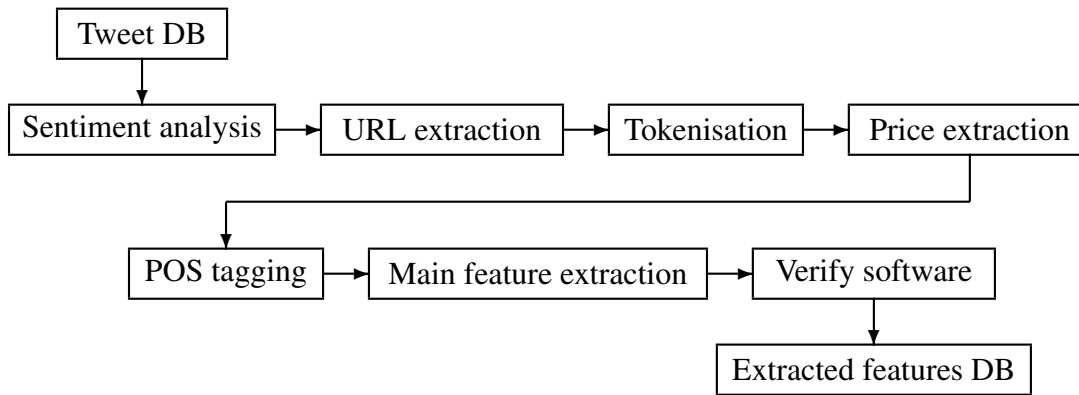 Tweet DB
Sentiment analysis
URL extraction
Tokenisation
Price extraction
POS tagging
Main feature extraction
Verify software
Extracted features DB